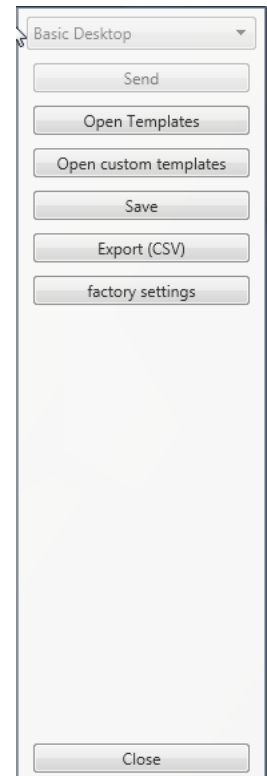 Basic Desktop
Send
Open Templates
Open custom templates
Save
Export (CSV)
factory settings
Close